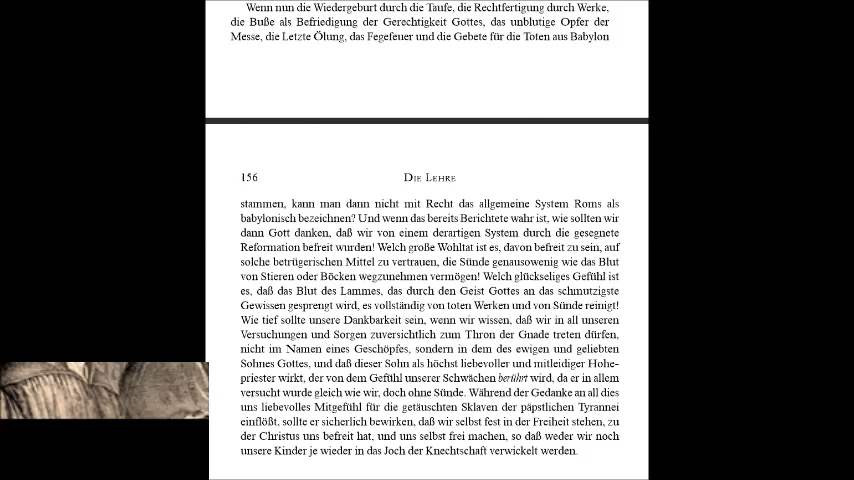 Wenn nun die Wiedergeburt durch die Taufe, die Rechtfertigung durch Werke,
die Buße als Befriedigung der Gerechtigkeit Gottes, das unblutige Opfer der
Messe, die Letzte Ölung, das Fegefeuer und die Gebete für die Toten aus Babylon
156
Die Lehre
stammen, kann man dann nicht mit Recht das allgemeine System Roms als
babylonisch bezeichnen? Und wenn das bereits Berichtete wahr ist, wie sollten wir
dann Gott danken, daß wir von einem derartigen System durch die gesegnete
Reformation befreit wurden! Welch große Wohltat ist es, davon befreit zu sein, auf
solche betrügerischen Mittel zu vertrauen, die Sünde genausowenig wie das Blut
von Stieren oder Böcken wegzunehmen vermögen! Welch glückseliges Gefühl ist
es, daß das Blut des Lammes, das durch den Geist Gottes an das schmutzigste
Gewissen gesprengt wird, es vollständig von toten Werken und von Sünde reinigt!
Wie tief sollte unsere Dankbarkeit sein, wenn wir wissen, daß wir in all unseren
Versuchungen und Sorgen zuversichtlich zum Thron der Gnade treten dürfen,
nicht im Namen eines Geschöpfes, sondern in dem des ewigen und geliebten
Sohnes Gottes, und daß dieser Sohn als höchst liebevoller und mitleidiger Hohe-
priester wirkt, der von dem Gefühl unserer Schwächen berührt wird, da er in allem
versucht wurde gleich wie wir, doch ohne Sünde. Während der Gedanke an all dies
uns liebevolles Mitgefühl für die getäuschten Sklaven der päpstlichen Tyrannei
einflößt, sollte er sicherlich bewirken, daß wir selbst fest in der Freiheit stehen, zu
der Christus uns befreit hat, und uns selbst frei machen, so daß weder wir noch
unsere Kinder je wieder in das Joch der Knechtschaft verwickelt werden.